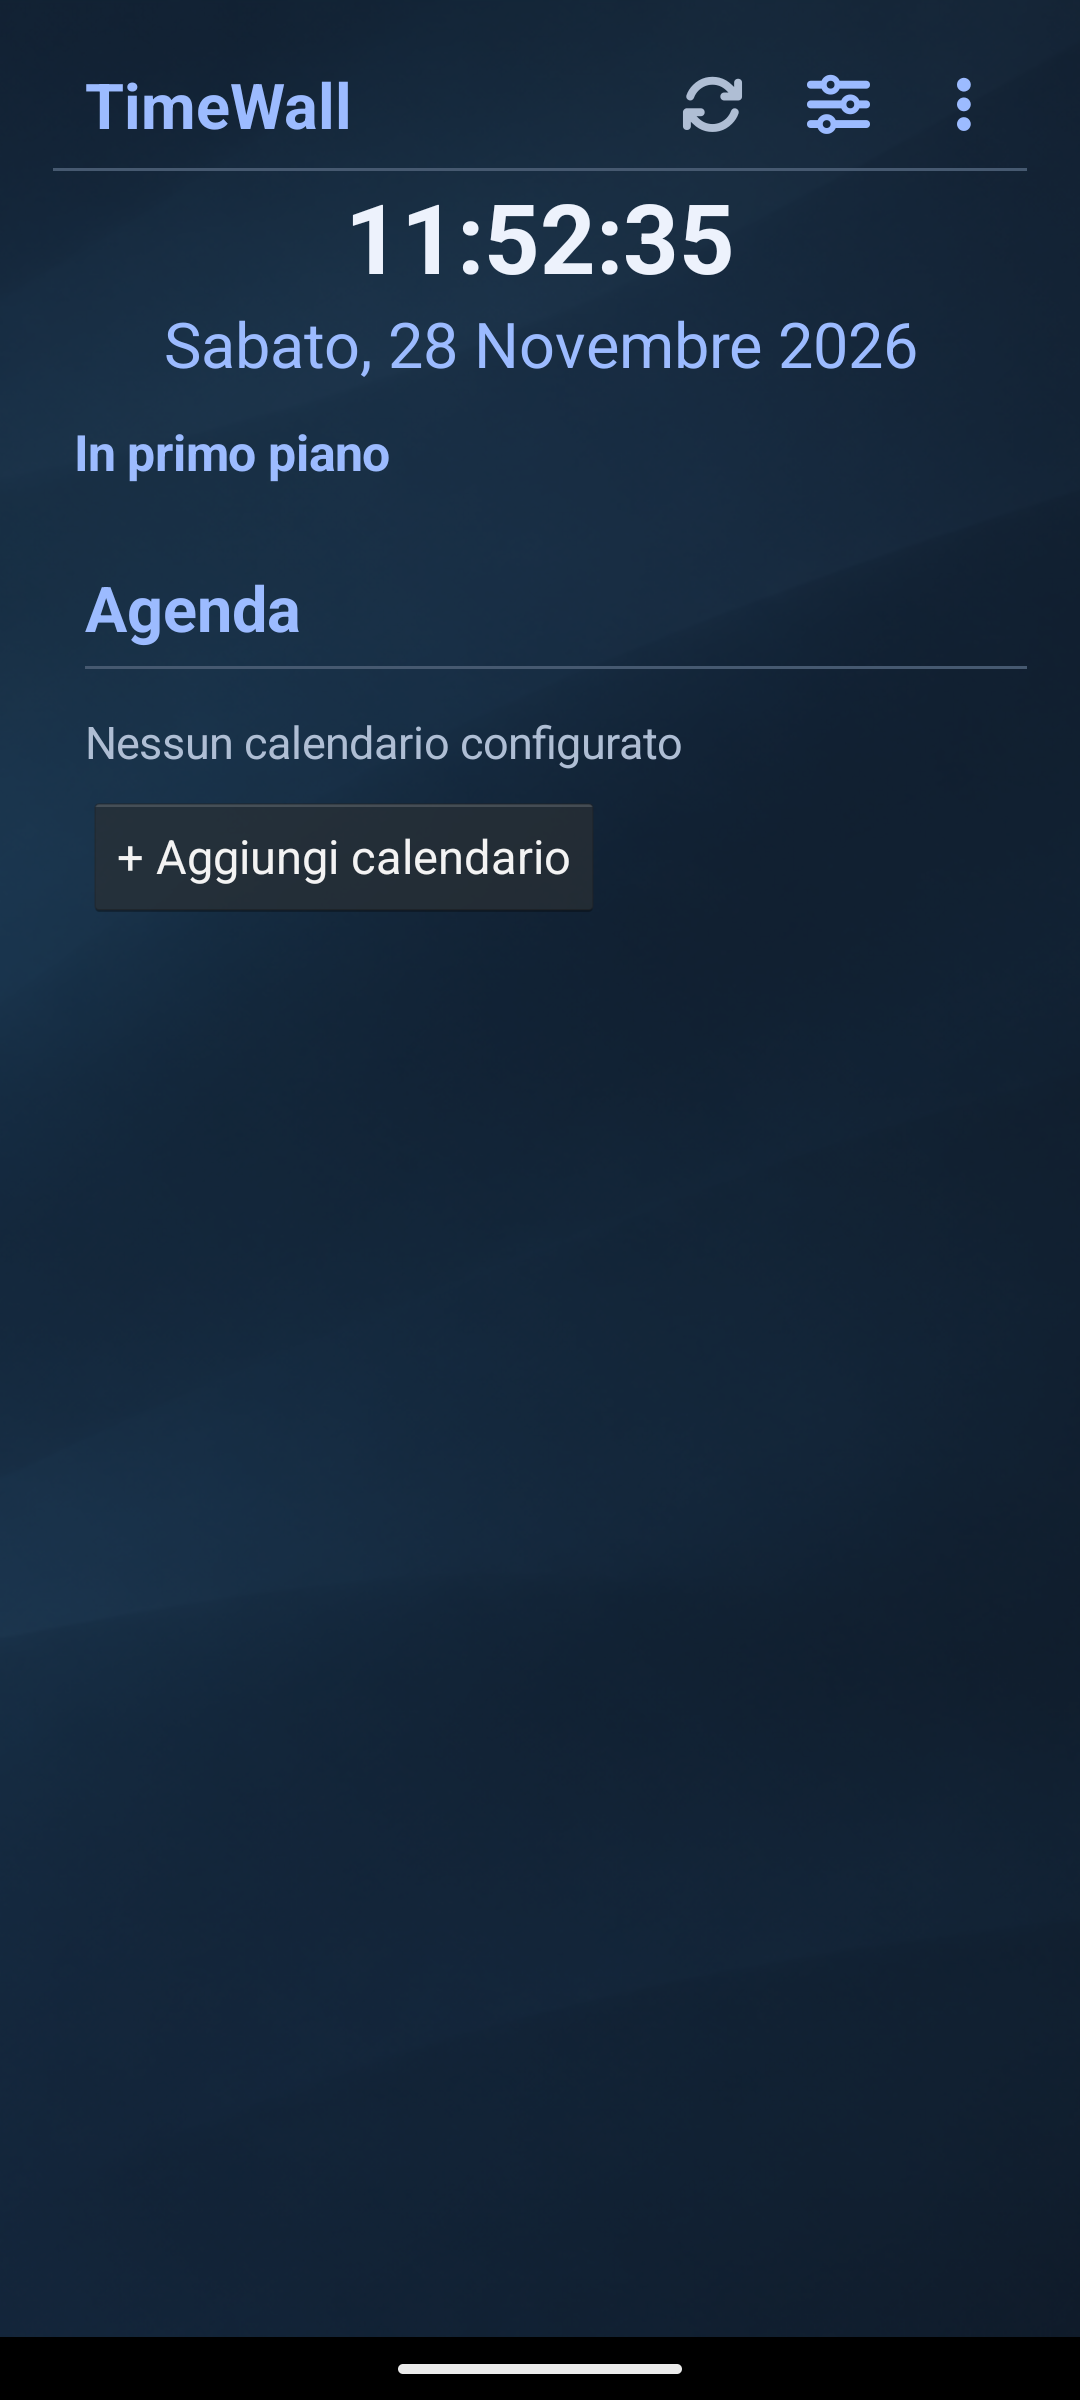 TimeWall
11:52:35
Sabato, 28 Novembre 2026
In primo piano
Agenda
Nessun calendario configurato
+ Aggiungi calendario